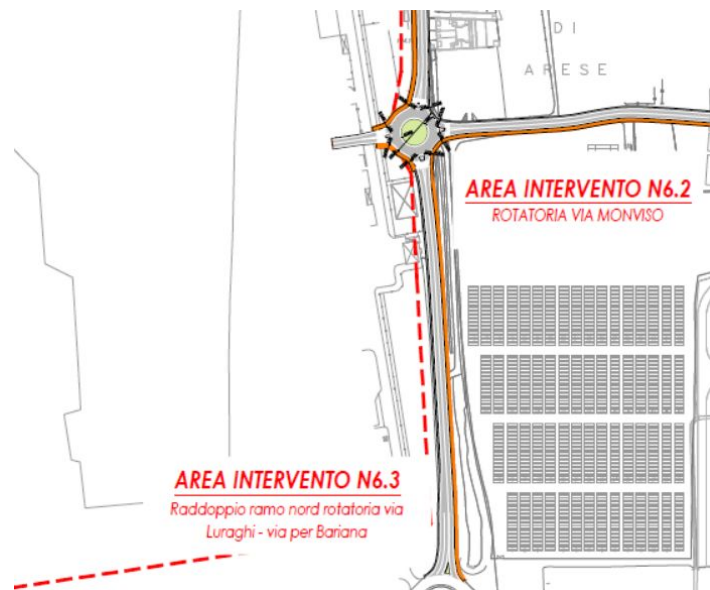 DI
ARESE
AREA INTERVENTO N6.2
ROTATORIA VIA MONVISO
AREA INTERVENTO N6.3
Raddoppio ramo nord rotatoria via
Luraghi - via per Bariana